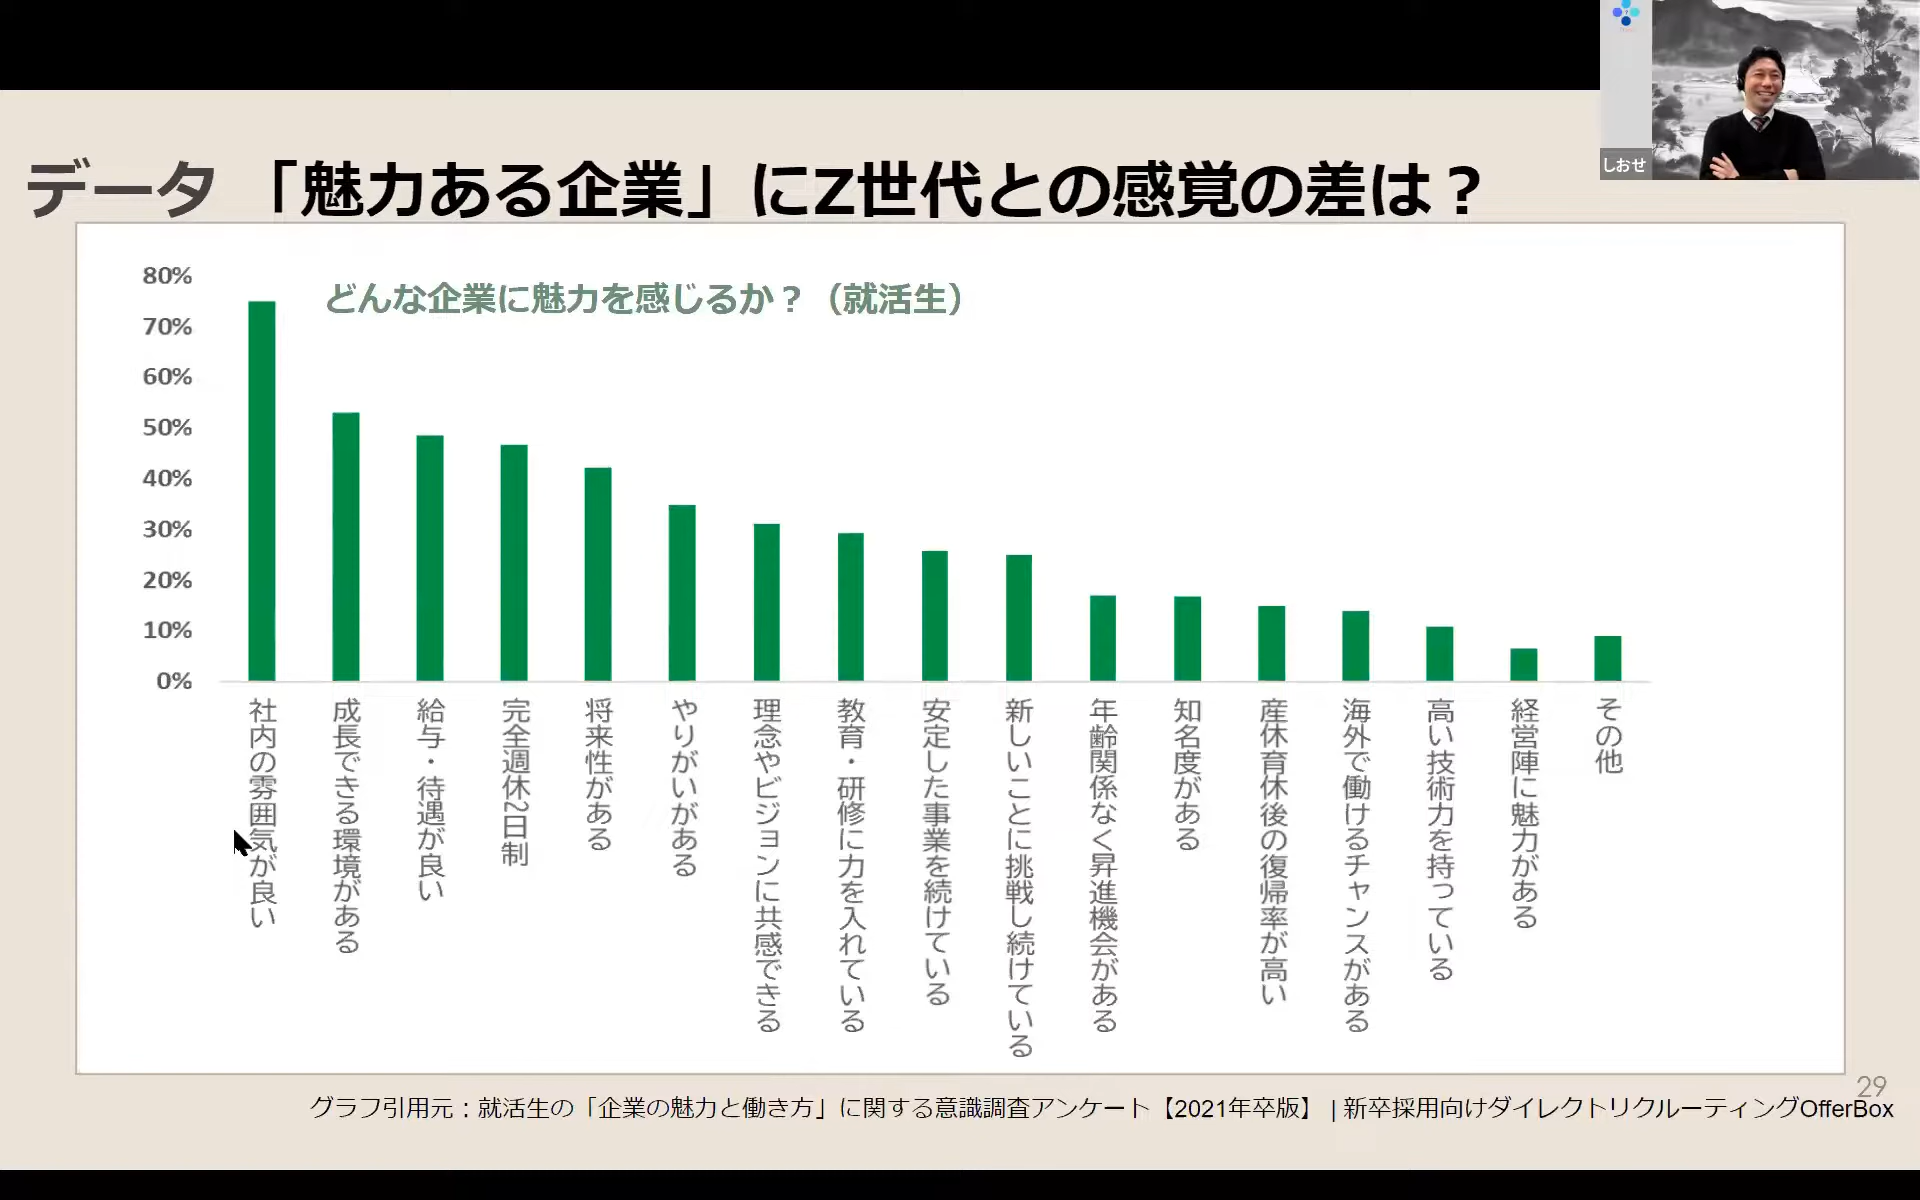 しおせ
データ 「魅力ある企業」にZ世代との感覚の差は？
どんな企業に魅力を感じるか？（就活生）
80%
70%
60%
50%
40%
30%
20%
10%
0%
社内の雰囲気が良い
成長できる環境がある
給与・待遇が良い
完全週休2日制
将来性がある
やりがいがある
理念やビジョンに共感できる
教育・研修に力を入れている
安定した事業を続けている
新しいことに挑戦し続けている
年齢関係なく昇進機会がある
知名度がある
産休育休後の復帰率が高い
海外で働けるチャンスがある
高い技術力を持っている
経営陣に魅力がある
その他
29
グラフ引用元：就活生の「企業の魅力と働き方」に関する意識調査アンケート【2021年卒版】 | 新卒採用向けダイレクトリクルーティングOfferBox